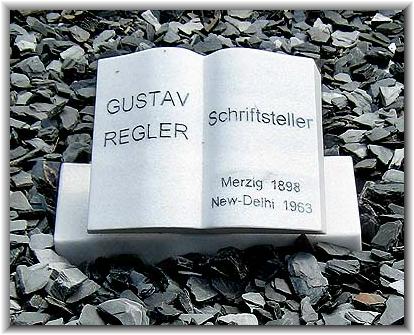 GUSTAV
REGLER
Schriftsteller
Merzig 1898
New-Delhi 1963